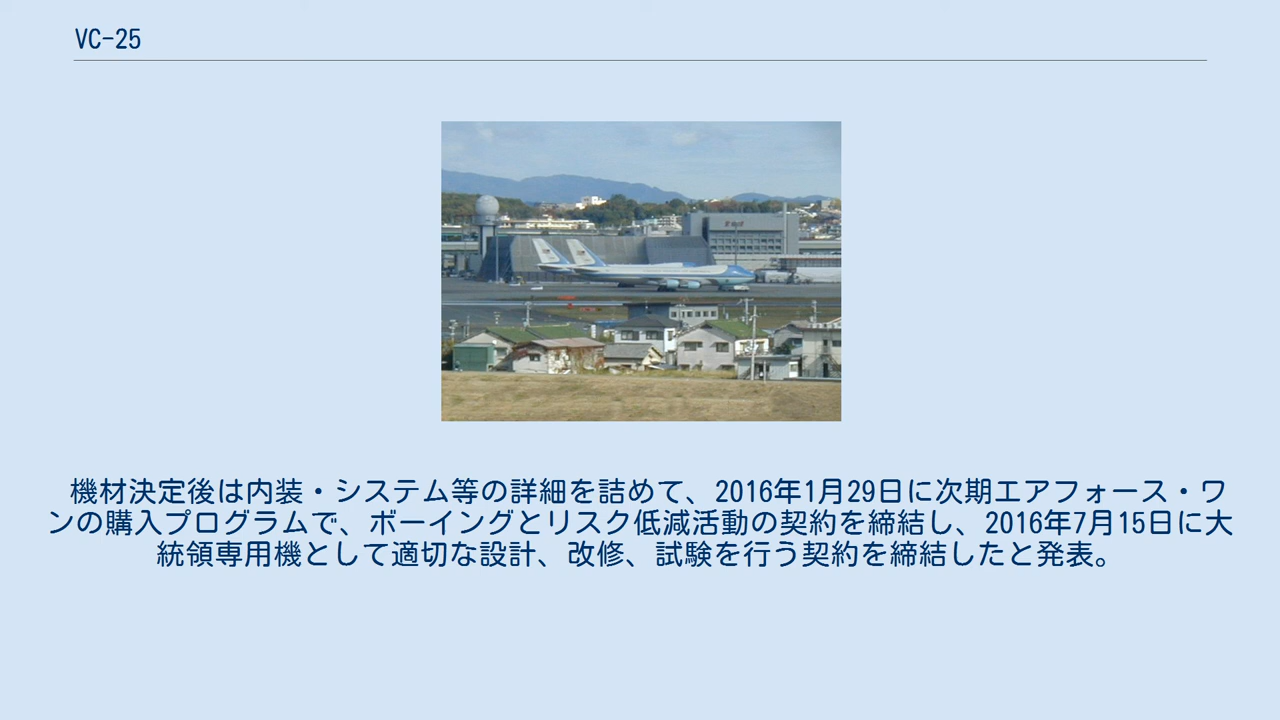 VC-25
機材決定後は内装・システム等の詳細を詰めて、2016年1月29日に次期エアフォース・ワ
ンの購入プログラムで、ボーイングとリスク低減活動の契約を締結し、2016年7月15日に大
統領専用機として適切な設計、改修、試験を行う契約を締結したと発表。